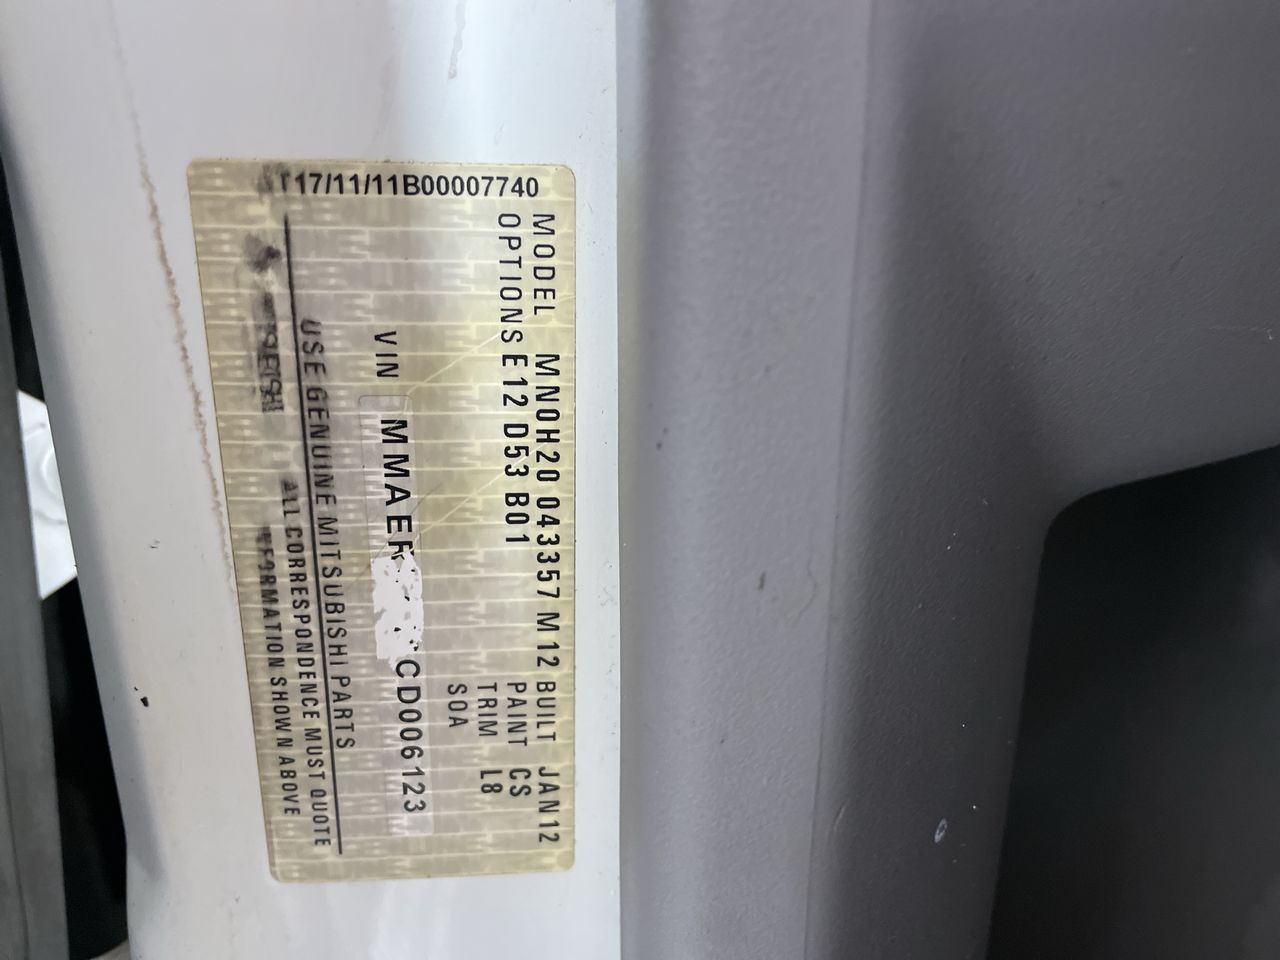 T17/11/11B00007740
MODEL MN0H20 043357 M12 BUILT JAN12
OPTIONS E12 D53 B01 PAINT CS
TRIM L8
SOA
VIN CD006123
USE GENUINE MITSUBISHI PARTS
ALL CORRESPONDENCE MUST QUOTE
INFORMATION SHOWN ABOVE